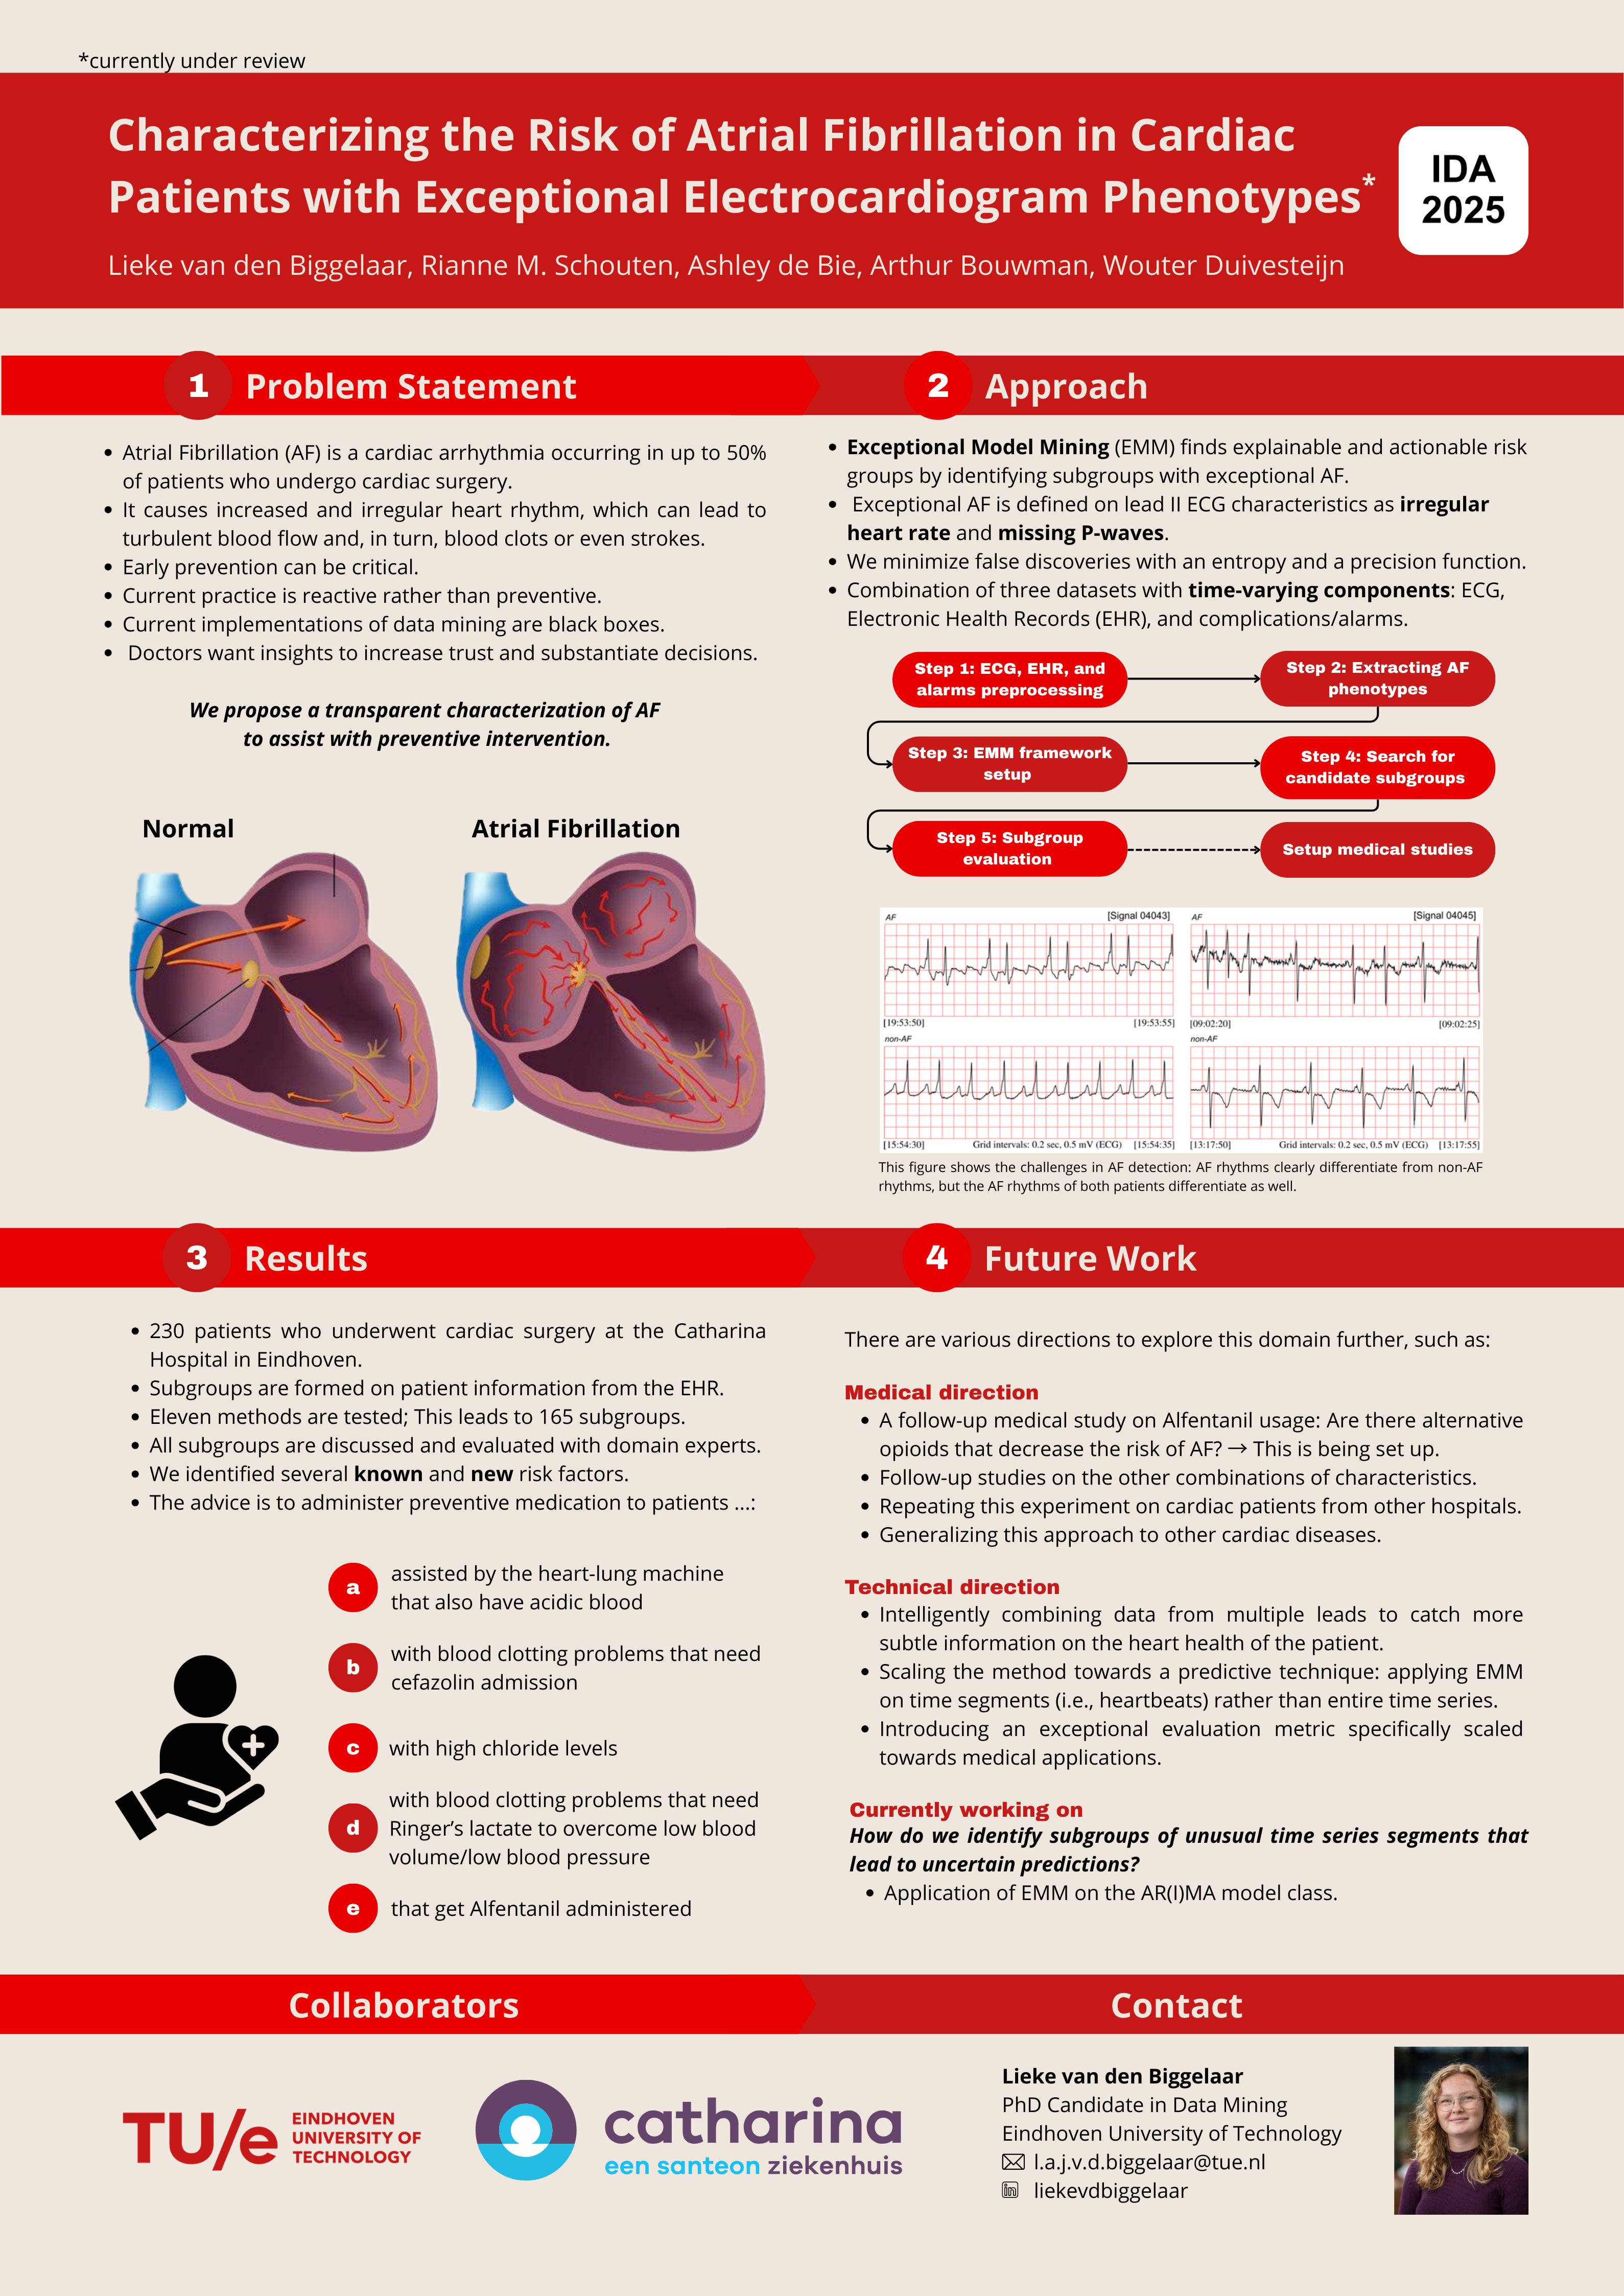 *currently under review
Characterizing the Risk of Atrial Fibrillation in Cardiac
Patients with Exceptional Electrocardiogram Phenotypes*
IDA
2025
Lieke van den Biggelaar, Rianne M. Schouten, Ashley de Bie, Arthur Bouwman, Wouter Duivesteijn
1 Problem Statement
• Atrial Fibrillation (AF) is a cardiac arrhythmia occurring in up to 50%
of patients who undergo cardiac surgery.
• It causes increased and irregular heart rhythm, which can lead to
turbulent blood flow and, in turn, blood clots or even strokes.
• Early prevention can be critical.
• Current practice is reactive rather than preventive.
• Current implementations of data mining are black boxes.
• Doctors want insights to increase trust and substantiate decisions.
We propose a transparent characterization of AF
to assist with preventive intervention.
Normal
Atrial Fibrillation
2 Approach
• Exceptional Model Mining (EMM) finds explainable and actionable risk
groups by identifying subgroups with exceptional AF.
• Exceptional AF is defined on lead II ECG characteristics as irregular
heart rate and missing P-waves.
• We minimize false discoveries with an entropy and a precision function.
• Combination of three datasets with time-varying components: ECG,
Electronic Health Records (EHR), and complications/alarms.
Step 1: ECG, EHR, and
alarms preprocessing
Step 2: Extracting AF
phenotypes
Step 3: EMM framework
setup
Step 4: Search for
candidate subgroups
Step 5: Subgroup
evaluation
Setup medical studies
AF [Signal 04043]
[19:53:50] [19:53:55]
AF [Signal 04045]
[09:02:20] [09:02:25]
non-AF
[15:54:30] Grid intervals: 0.2 sec, 0.5 mV (ECG) [15:54:35]
non-AF
[13:17:50] Grid intervals: 0.2 sec, 0.5 mV (ECG) [13:17:55]
This figure shows the challenges in AF detection: AF rhythms clearly differentiate from non-AF
rhythms, but the AF rhythms of both patients differentiate as well.
3 Results
• 230 patients who underwent cardiac surgery at the Catharina
Hospital in Eindhoven.
• Subgroups are formed on patient information from the EHR.
• Eleven methods are tested; This leads to 165 subgroups.
• All subgroups are discussed and evaluated with domain experts.
• We identified several known and new risk factors.
• The advice is to administer preventive medication to patients ...:
a assisted by the heart-lung machine
that also have acidic blood
b with blood clotting problems that need
cefazolin admission
c with high chloride levels
d with blood clotting problems that need
Ringer’s lactate to overcome low blood
volume/low blood pressure
e that get Alfentanil administered
4 Future Work
There are various directions to explore this domain further, such as:
Medical direction
• A follow-up medical study on Alfentanil usage: Are there alternative
opioids that decrease the risk of AF? → This is being set up.
• Follow-up studies on the other combinations of characteristics.
• Repeating this experiment on cardiac patients from other hospitals.
• Generalizing this approach to other cardiac diseases.
Technical direction
• Intelligently combining data from multiple leads to catch more
subtle information on the heart health of the patient.
• Scaling the method towards a predictive technique: applying EMM
on time segments (i.e., heartbeats) rather than entire time series.
• Introducing an exceptional evaluation metric specifically scaled
towards medical applications.
Currently working on
How do we identify subgroups of unusual time series segments that
lead to uncertain predictions?
• Application of EMM on the AR(I)MA model class.
Collaborators
TU/e EINDHOVEN
UNIVERSITY OF
TECHNOLOGY
catharina
een santeon ziekenhuis
Contact
Lieke van den Biggelaar
PhD Candidate in Data Mining
Eindhoven University of Technology
l.a.j.v.d.biggelaar@tue.nl
in liekevdbiggelaar